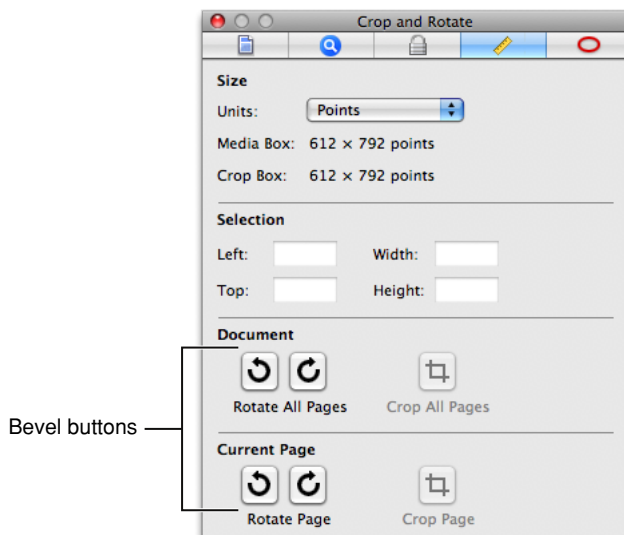 Crop and Rotate
Size
Units: Points
Media Box: 612 × 792 points
Crop Box: 612 × 792 points
Selection
Left: Width:
Top: Height:
Document
Rotate All Pages Crop All Pages
Bevel buttons
Current Page
Rotate Page Crop Page